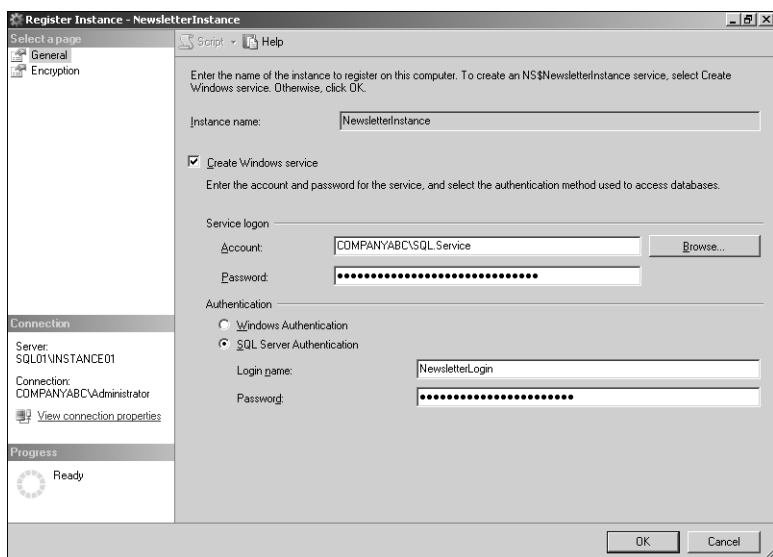 Register Instance - NewsletterInstance
Select a page
General
Encryption
Script
Help
Enter the name of the instance to register on this computer. To create an NS$NewsletterInstance service, select Create
Windows service. Otherwise, click OK.
Instance name:
NewsletterInstance
Create Windows service
Enter the account and password for the service, and select the authentication method used to access databases.
Service logon
Account:
COMPANYABC\SQL.Service
Browse...
Password:
Authentication
Windows Authentication
SQL Server Authentication
Login name:
NewsletterLogin
Password:
Connection
Server:
SQL01\INSTANCE01
Connection:
COMPANYABC\Administrator
View connection properties
Progress
Ready
OK
Cancel